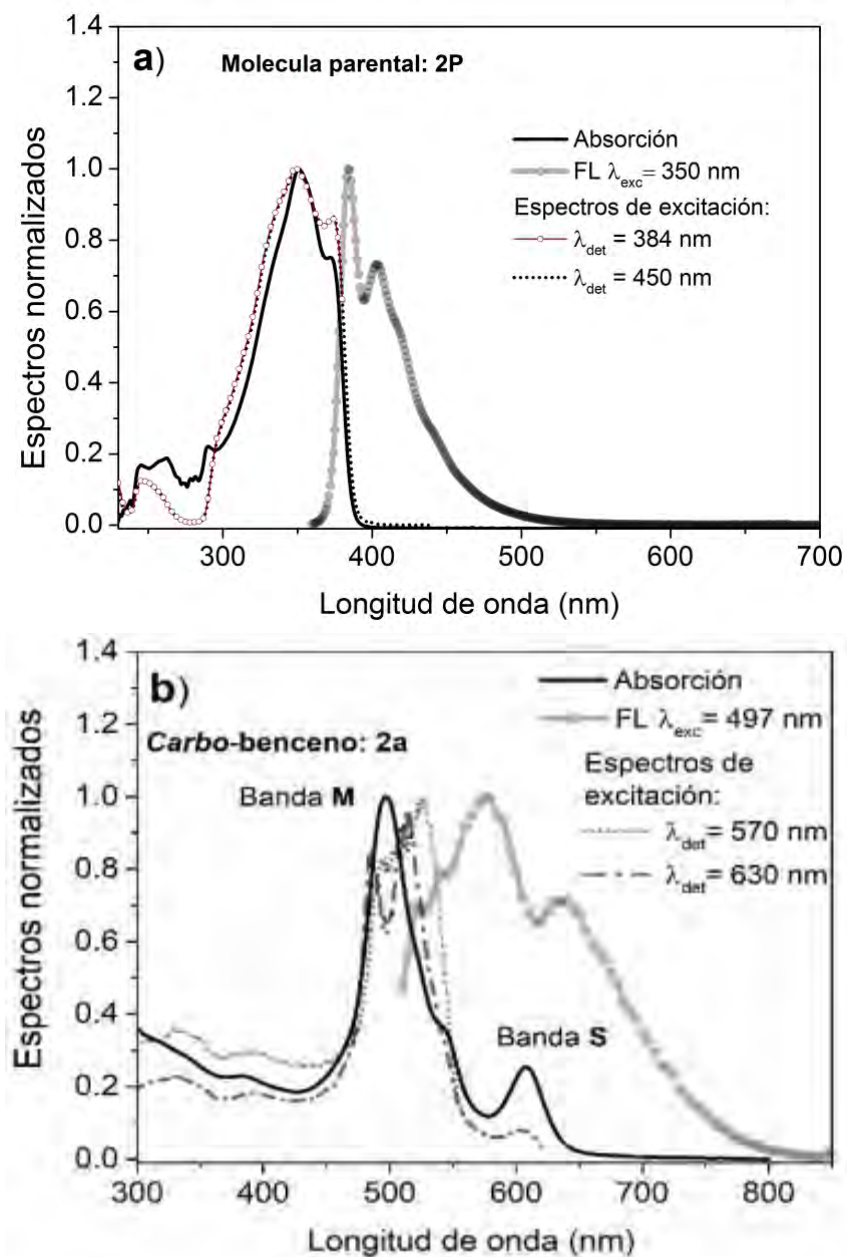 a)
Molecula parental: 2P
Absorción
FL λexc= 350 nm
Espectros de excitación:
λdet = 384 nm
λdet = 450 nm
Espectros normalizados
1.4
1.2
1.0
0.8
0.6
0.4
0.2
0.0
300 400 500 600 700
Longitud de onda (nm)
b)
Carbo-benceno: 2a
Banda M
Banda S
Absorción
FL λexc= 497 nm
Espectros de
excitación:
λdet= 570 nm
λdet= 630 nm
Espectros normalizados
1.4
1.2
1.0
0.8
0.6
0.4
0.2
0.0
300 400 500 600 700 800
Longitud de onda (nm)